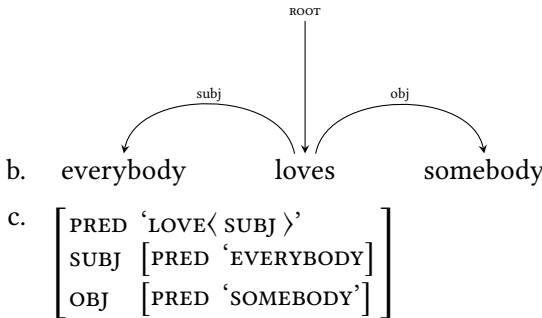 ROOT
subj obj
b. everybody loves somebody
c. [PRED ‘LOVE⟨ SUBJ ⟩’
SUBJ [PRED ‘EVERYBODY]
OBJ [PRED ‘SOMEBODY’]]